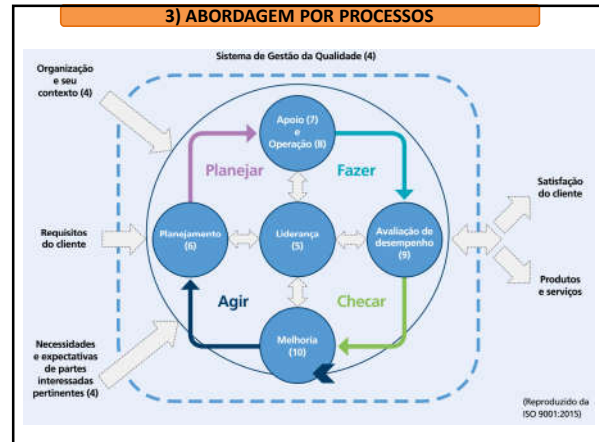 3) ABORDAGEM POR PROCESSOS
Sistema de Gestão da Qualidade (4)
Organização
e seu
contexto (4)
Apoio (7)
e
Operação (8)
Planejar
Fazer
Satisfação
do cliente
Requisitos
do cliente
Planejamento
(6)
Liderança
(5)
Avaliação de
desempenho
(9)
Produtos
e serviços
Agir
Checar
Necessidades
e expectativas
de partes
interessadas
pertinentes (4)
Melhoria
(10)
(Reproduzido da
ISO 9001:2015)